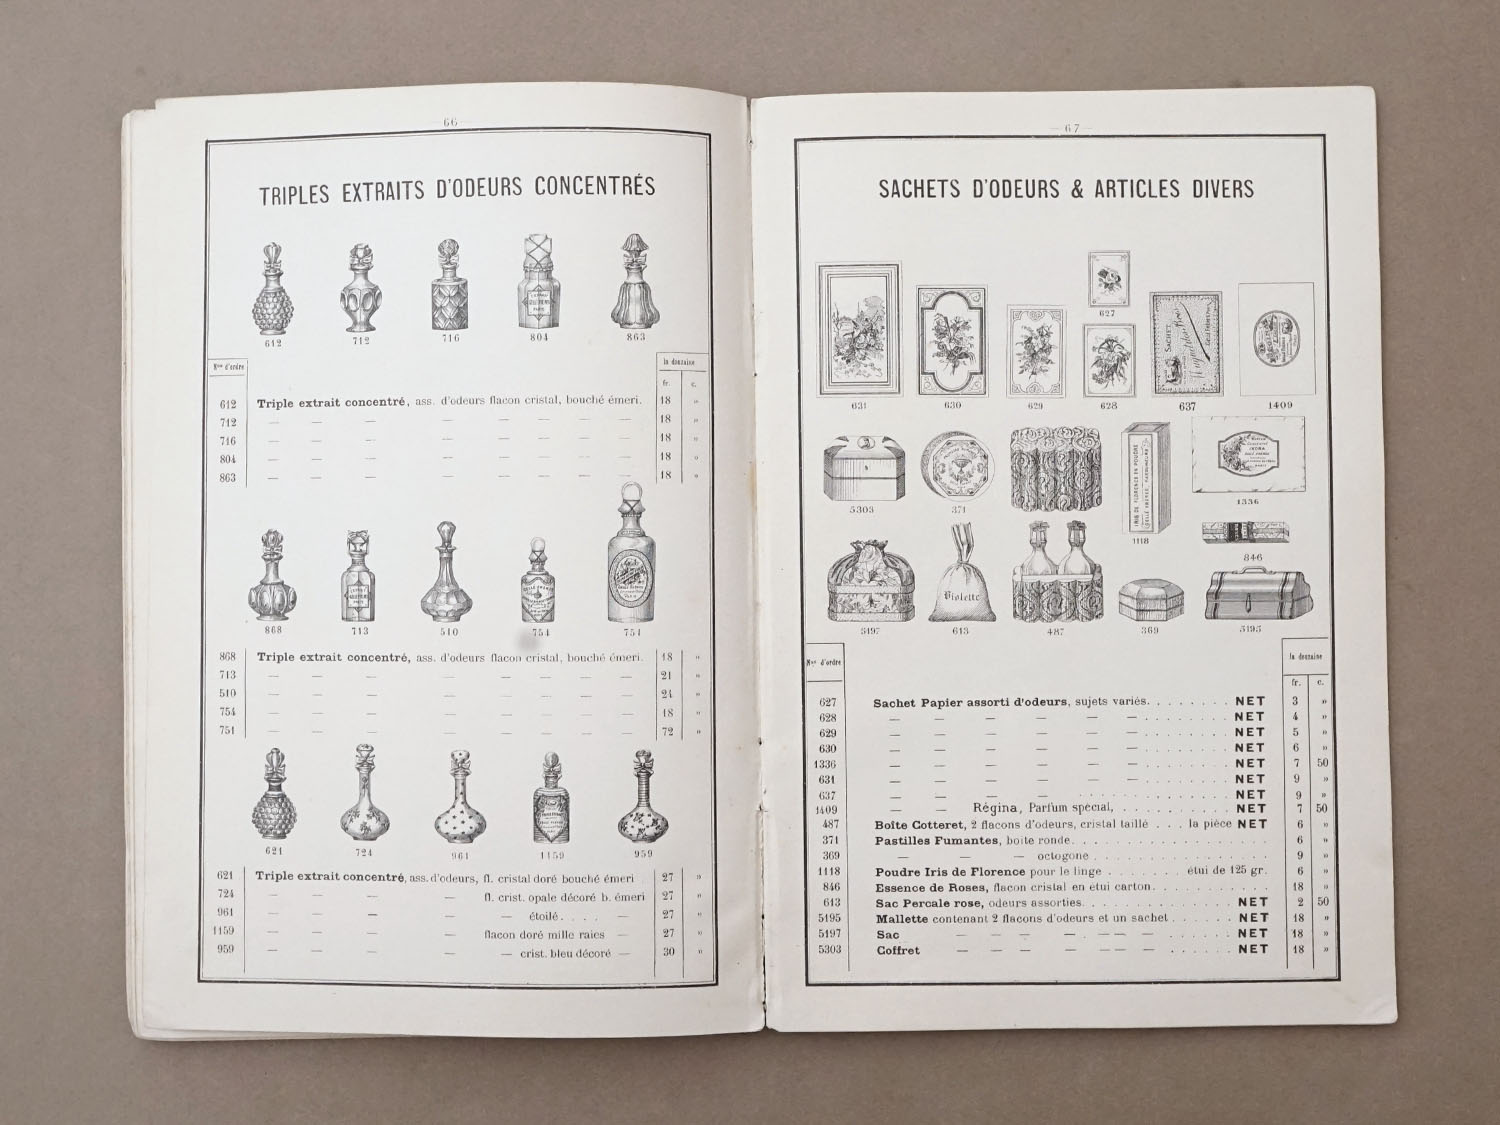 66
TRIPLES EXTRAITS D'ODEURS CONCENTRÉS
612 712 716 804 863
Nos d'ordre la douzaine
fr. c.
612 Triple extrait concentré, ass. d'odeurs flacon cristal, bouché émeri. 18 »
712 — — — — — — — — 18 »
716 — — — — — — — — 18 »
804 — — — — — — — — 18 »
863 — — — — — — — — 18 »
868 713 510 754 751
868 Triple extrait concentré, ass. d'odeurs flacon cristal, bouché émeri. 18 »
713 — — — — — — — — 21 »
510 — — — — — — — — 21 »
754 — — — — — — — — 18 »
751 — — — — — — — — 72 »
621 724 961 1159 959
621 Triple extrait concentré, ass. d'odeurs, fl. cristal doré bouché émeri 27 »
724 — — — — fl. crist. opale décoré b. émeri 27 »
961 — — — — — étoilé. . . . — 27 »
1159 — — — — flacon doré mille raies — 27 »
959 — — — — — crist. bleu décoré — 30 »
67
SACHETS D'ODEURS & ARTICLES DIVERS
627
631 630 629 628 637 1409
SACHET
Violette
5303 371 1118 1336
846
5197 613 487 369 5195
Nos d'ordre la douzaine
fr. c.
627 Sachet Papier assorti d'odeurs, sujets variés. . . . . . . . NET 3 »
628 — — — — — — . . . . . . . . NET 4 »
629 — — — — — — . . . . . . . . NET 5 »
630 — — — — — — . . . . . . . . NET 6 »
1336 — — — — — — . . . . . . . . NET 7 50
631 — — — — — — . . . . . . . . NET 9 »
637 — — — — . . . . . . . . NET 9 »
1409 — — Régina, Parfum spécial, . . . . . . . . . . NET 7 50
487 Boîte Cotteret, 2 flacons d'odeurs, cristal taillé . . . la pièce NET 6 »
371 Pastilles Fumantes, boite ronde. . . . . . . . . . . . . . . . 6 »
369 — — — octogone . . . . . . . . . . . . . . 9 »
1118 Poudre Iris de Florence pour le linge . . . . . . . étui de 125 gr. 6 »
846 Essence de Roses, flacon cristal en étui carton. . . . . . . . . . 18 »
613 Sac Percale rose, odeurs assorties. . . . . . . . . . . . . NET 2 50
5195 Mallette contenant 2 flacons d'odeurs et un sachet . . . . . . NET 18 »
5197 Sac — — — — — — — . . . . . . NET 18 »
5303 Coffret — — — — — — — . . . . . . NET 18 »